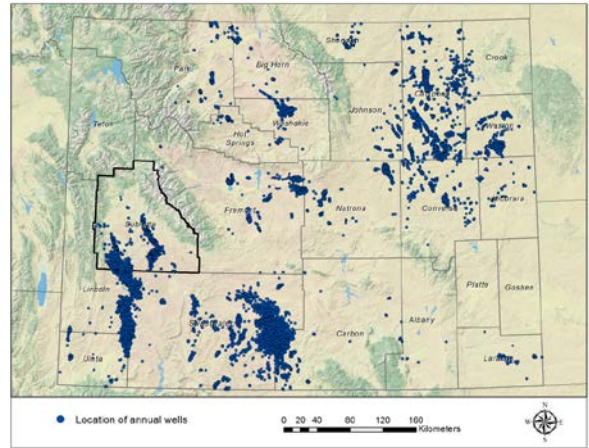 Sheridan
Crook
Park
Big Horn
Campbell
Johnson
Weston
Washakie
Teton
Hot
Springs
Fremont
Natrona
Converse
Niobrara
Sublette
Lincoln
Platte
Goshen
Sweetwater
Carbon
Albany
Uinta
Laramie
N
W E
S
Location of annual wells
0 20 40 80 120 160
Kilometers